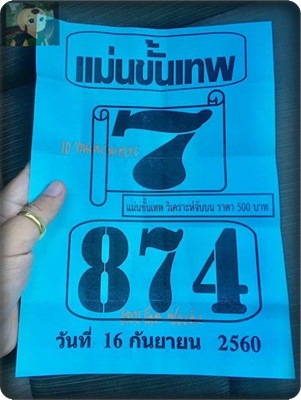 แม่นขั้นเทพ
7
แม่นขั้นเทพ วิเคราะห์จับบน ราคา 500 บาท
874
วันที่ 16 กันยายน 2560